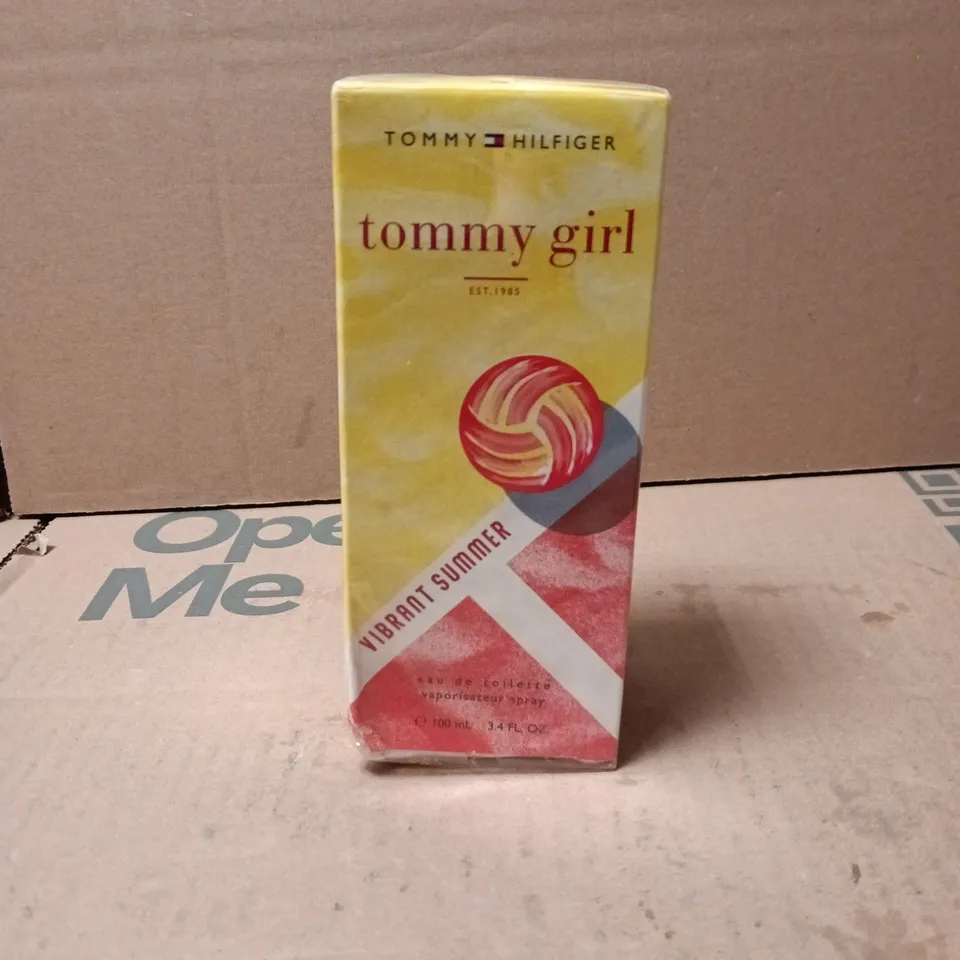 TOMMY HILFIGER
tommy girl
EST. 1985
VIBRANT SUMMER
eau de toilette
vaporisateur spray
℮ 100 mL 3.4 FL. OZ.
Me